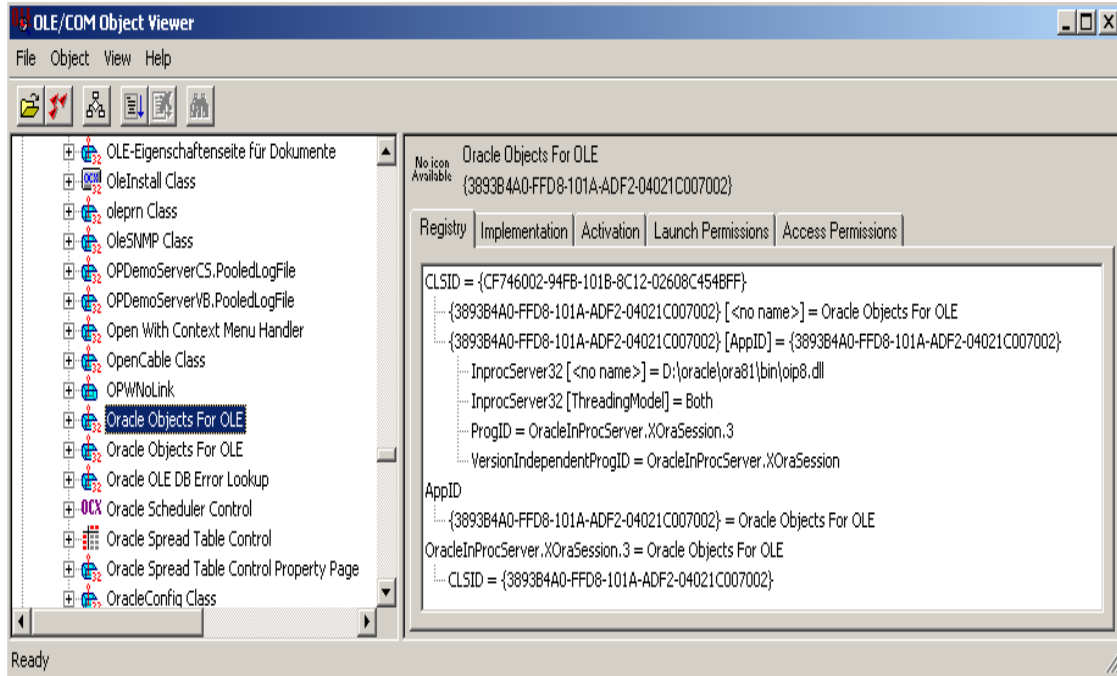 OLE/COM Object Viewer
File Object View Help
OLE-Eigenschaftenseite für Dokumente
OleInstall Class
oleprn Class
OleSNMP Class
OPDemoServerCS.PooledLogFile
OPDemoServerVB.PooledLogFile
Open With Context Menu Handler
OpenCable Class
OPWNoLink
Oracle Objects For OLE
Oracle Objects For OLE
Oracle OLE DB Error Lookup
OCX Oracle Scheduler Control
Oracle Spread Table Control
Oracle Spread Table Control Property Page
OracleConfig Class
No icon
Available
Oracle Objects For OLE
{3893B4A0-FFD8-101A-ADF2-04021C007002}
Registry Implementation Activation Launch Permissions Access Permissions
CLSID = {CF746002-94FB-101B-8C12-02608C454BFF}
{3893B4A0-FFD8-101A-ADF2-04021C007002} [<no name>] = Oracle Objects For OLE
{3893B4A0-FFD8-101A-ADF2-04021C007002} [AppID] = {3893B4A0-FFD8-101A-ADF2-04021C007002}
InprocServer32 [<no name>] = D:\oracle\ora81\bin\oip8.dll
InprocServer32 [ThreadingModel] = Both
ProgID = OracleInProcServer.XOraSession.3
VersionIndependentProgID = OracleInProcServer.XOraSession
AppID
{3893B4A0-FFD8-101A-ADF2-04021C007002} = Oracle Objects For OLE
OracleInProcServer.XOraSession.3 = Oracle Objects For OLE
CLSID = {3893B4A0-FFD8-101A-ADF2-04021C007002}
Ready